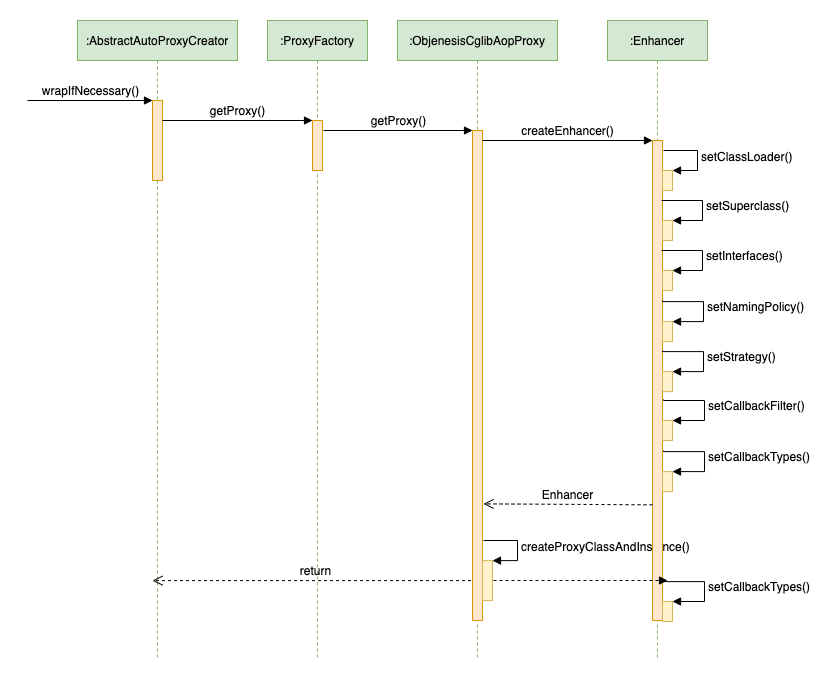 :AbstractAutoProxyCreator
:ProxyFactory
:ObjenesisCglibAopProxy
:Enhancer
wrapIfNecessary()
getProxy()
getProxy()
createEnhancer()
setClassLoader()
setSuperclass()
setInterfaces()
setNamingPolicy()
setStrategy()
setCallbackFilter()
setCallbackTypes()
Enhancer
createProxyClassAndInstance()
return
setCallbackTypes()